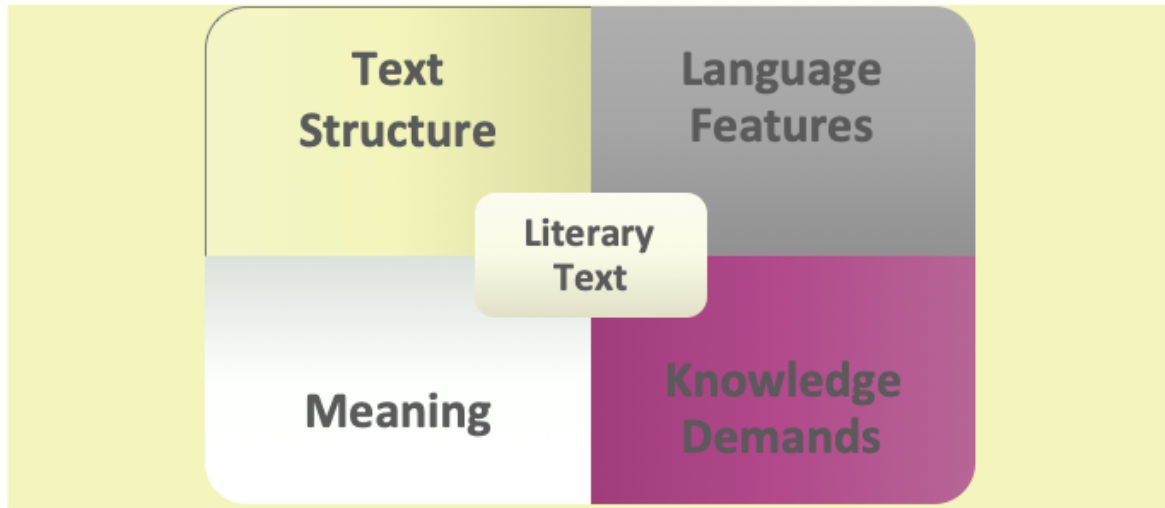 Text
Structure
Language
Features
Literary
Text
Meaning
Knowledge
Demands